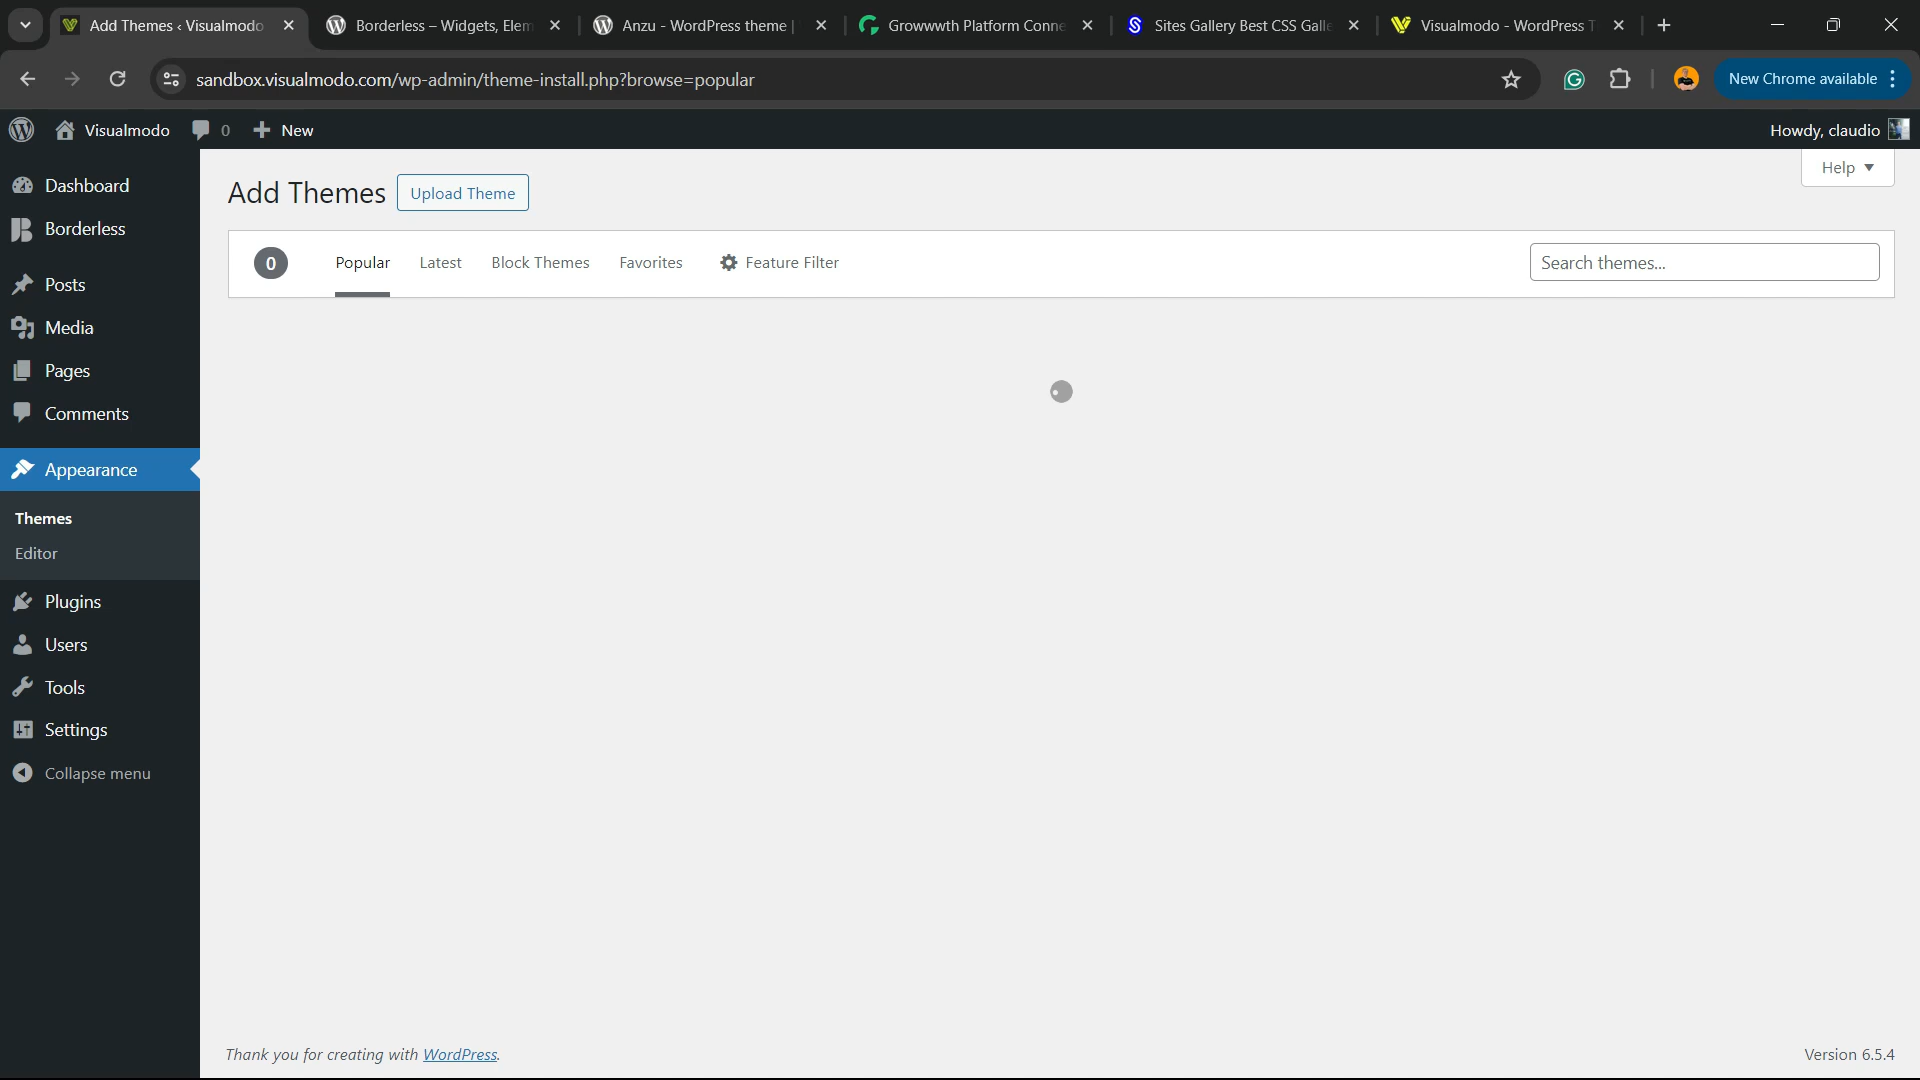 Add Themes ‹ Visualmodo
Borderless – Widgets, Elem
Anzu - WordPress theme |
Growwwth Platform Conne
Sites Gallery Best CSS Galle
Visualmodo - WordPress T
sandbox.visualmodo.com/wp-admin/theme-install.php?browse=popular
New Chrome available
Visualmodo
0
New
Howdy, claudio
Help
Dashboard
Borderless
Posts
Media
Pages
Comments
Appearance
Themes
Editor
Plugins
Users
Tools
Settings
Collapse menu
Add Themes
Upload Theme
0
Popular
Latest
Block Themes
Favorites
Feature Filter
Search themes...
Thank you for creating with WordPress.
Version 6.5.4